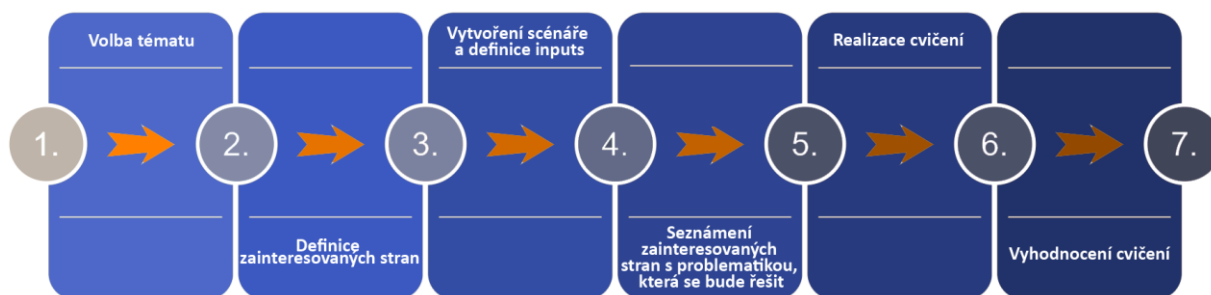 Volba tématu
Vytvoření scénáře
a definice inputs
Realizace cvičení
1.
2.
3.
4.
5.
6.
7.
Definice
zainteresovaných stran
Seznámení
zainteresovaných
stran s problematikou,
která se bude řešit
Vyhodnocení cvičení